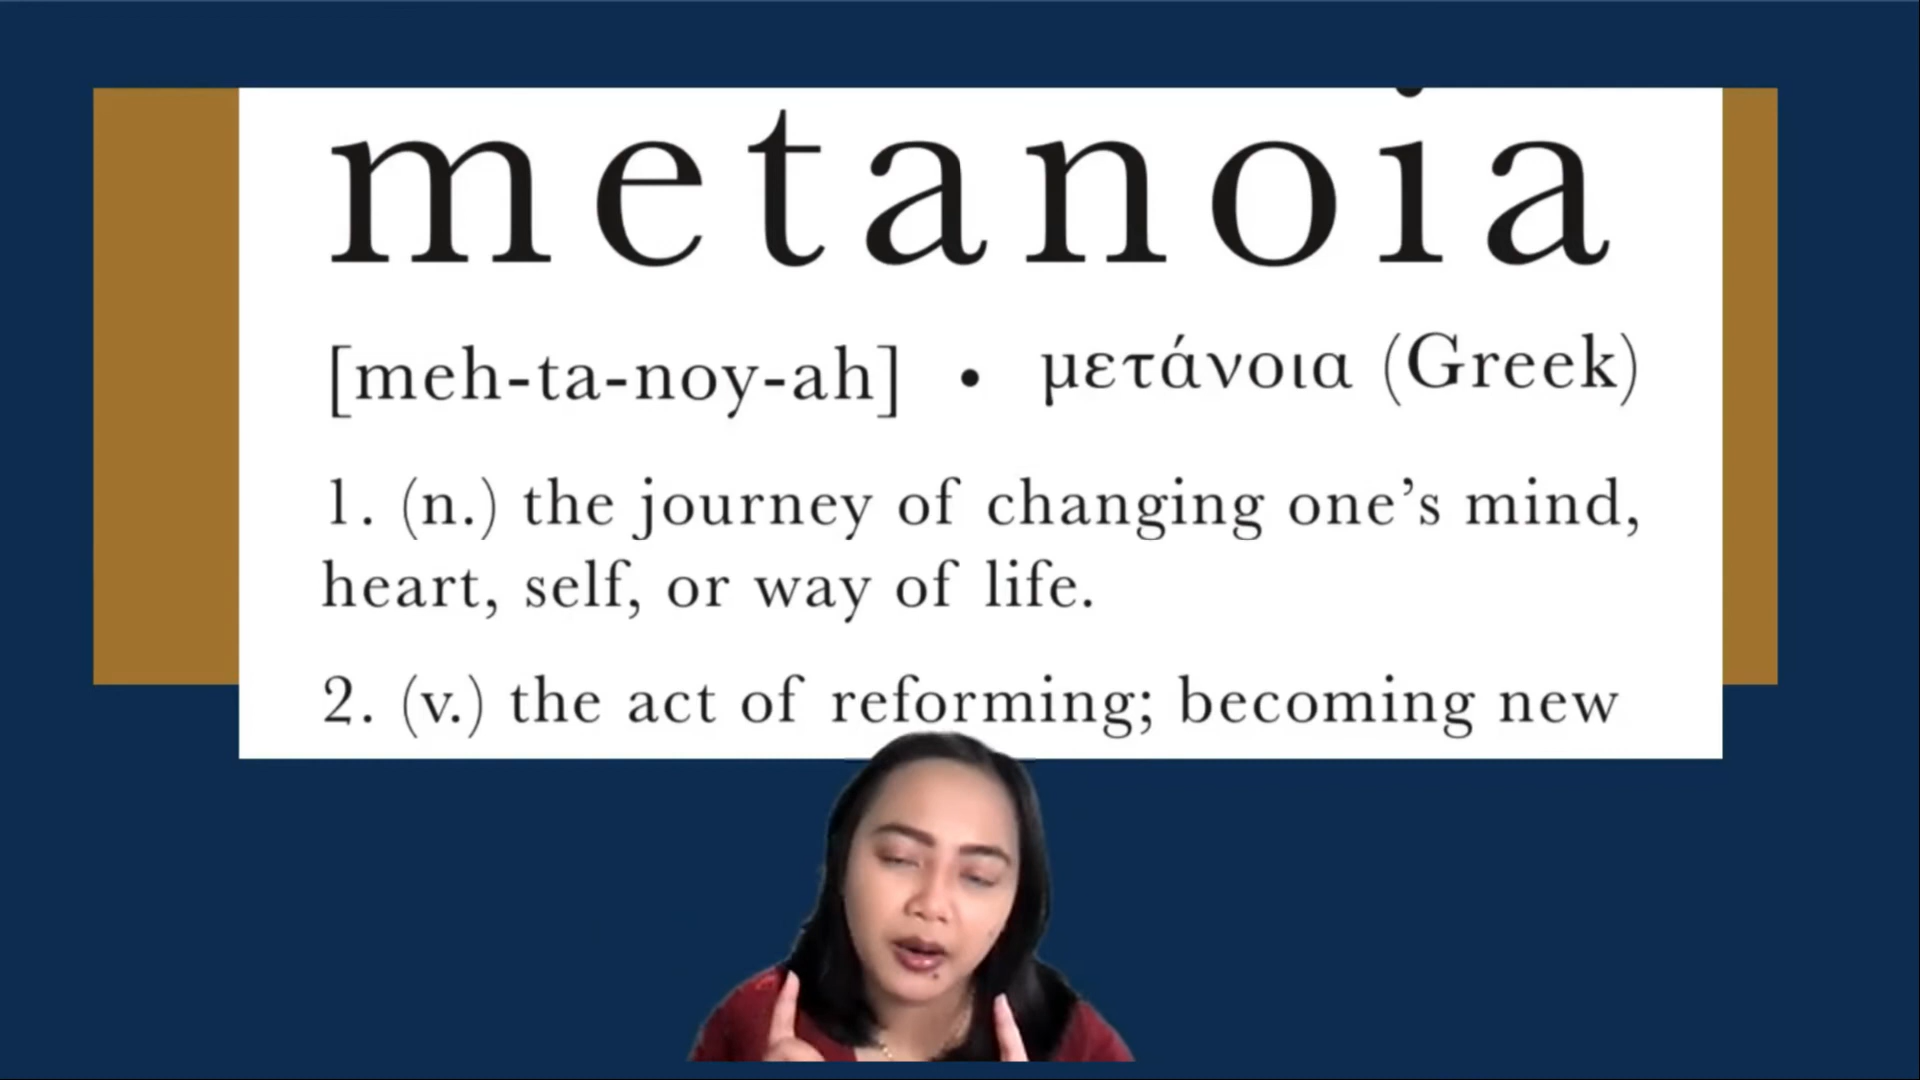 metanoia
[meh-ta-noy-ah] • μετάνοια (Greek)
1. (n.) the journey of changing one’s mind,
heart, self, or way of life.
2. (v.) the act of reforming; becoming new